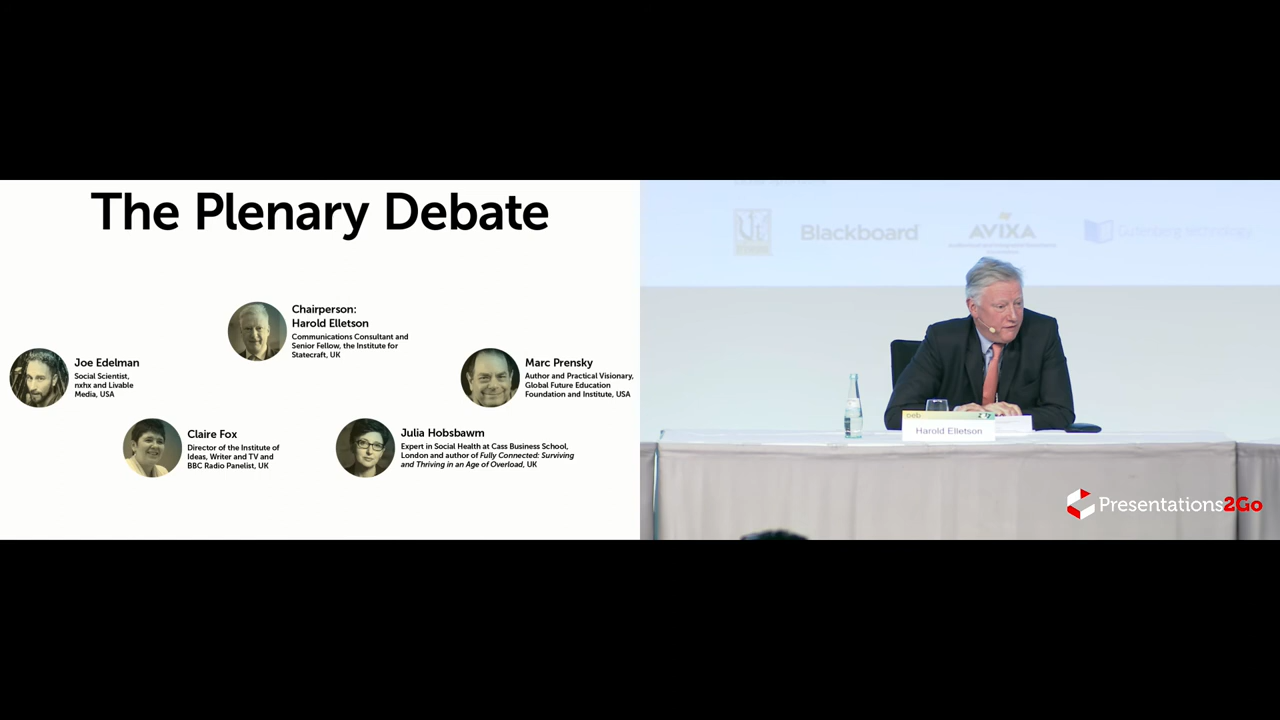 The Plenary Debate
Chairperson:
Harold Elletson
Communications Consultant and
Senior Fellow, the Institute for
Statecraft, UK
Joe Edelman
Social Scientist,
nxhx and Livable
Media, USA
Marc Prensky
Author and Practical Visionary,
Global Future Education
Foundation and Institute, USA
Claire Fox
Director of the Institute of
Ideas, Writer and TV and
BBC Radio Panelist, UK
Julia Hobsbawm
Expert in Social Health at Cass Business School,
London and author of Fully Connected: Surviving
and Thriving in an Age of Overload, UK
Blackboard
AVIXA
Gutenberg Technology
oeb
Harold Elletson
Presentations2Go